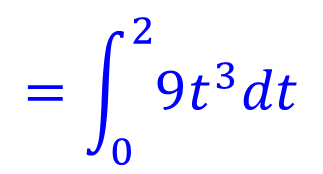 = ∫₀² 9t³dt